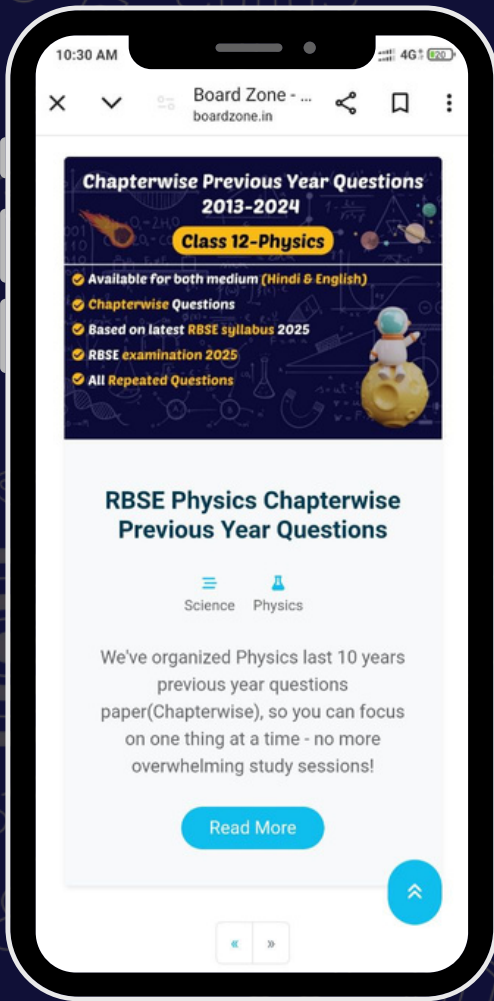 10:30 AM
4G 20
Board Zone - ...
boardzone.in
Chapterwise Previous Year Questions
2013-2024
Class 12-Physics
Available for both medium (Hindi & English)
Chapterwise Questions
Based on latest RBSE syllabus 2025
RBSE examination 2025
All Repeated Questions
RBSE Physics Chapterwise
Previous Year Questions
Science Physics
We've organized Physics last 10 years
previous year questions
paper(Chapterwise), so you can focus
on one thing at a time - no more
overwhelming study sessions!
Read More
« »